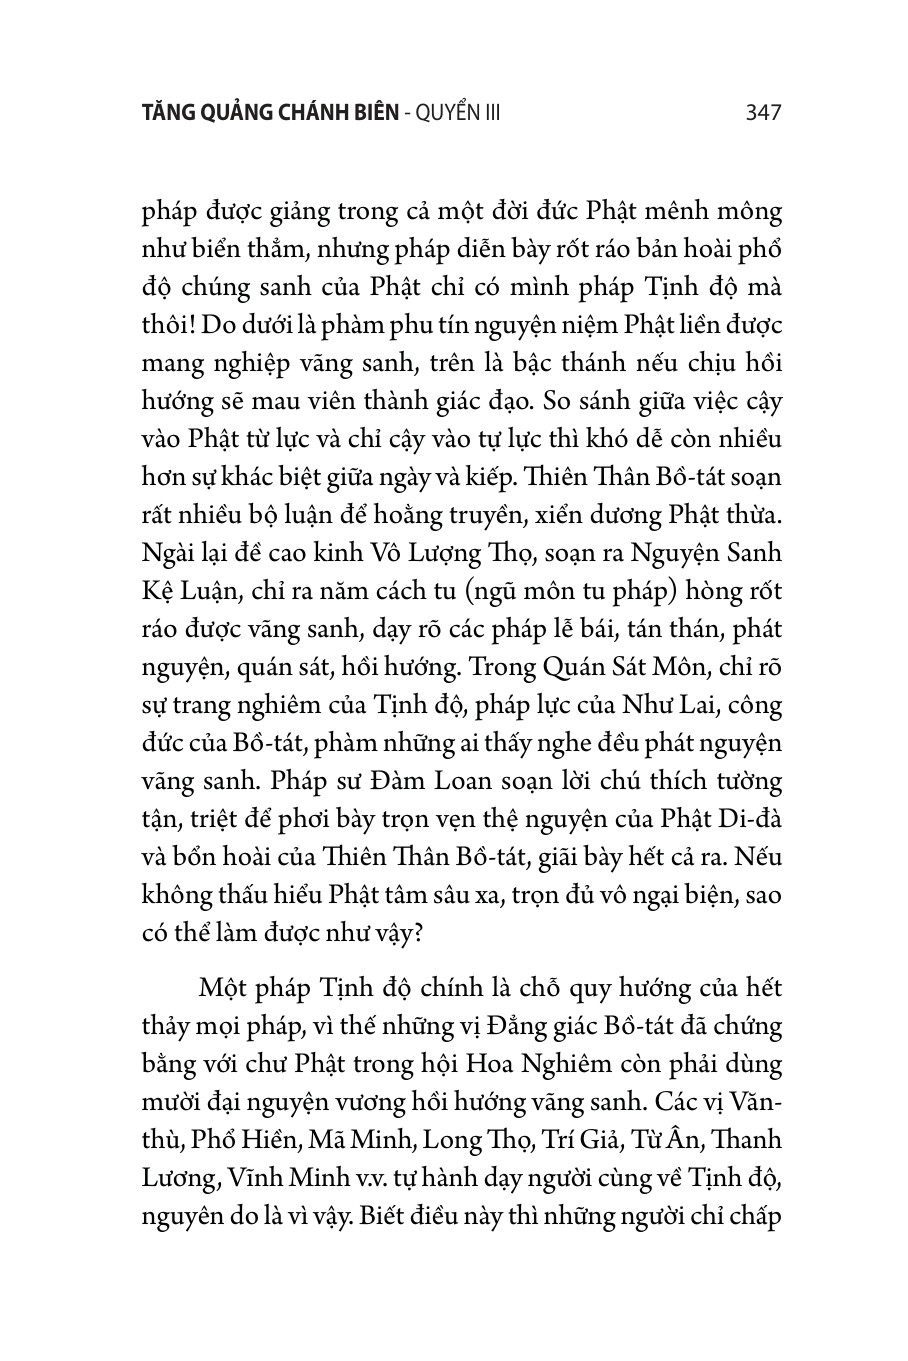 TĂNG QUẢNG CHÁNH BIÊN - QUYỂN III 347
pháp được giảng trong cả một đời đức Phật mênh mông
như biển thẳm, nhưng pháp diễn bày rốt ráo bản hoài phổ
độ chúng sanh của Phật chỉ có mình pháp Tịnh độ mà
thôi! Do dưới là phàm phu tín nguyện niệm Phật liền được
mang nghiệp vãng sanh, trên là bậc thánh nếu chịu hồi
hướng sẽ mau viên thành giác đạo. So sánh giữa việc cậy
vào Phật từ lực và chỉ cậy vào tự lực thì khó dễ còn nhiều
hơn sự khác biệt giữa ngày và kiếp. Thiên Thân Bồ-tát soạn
rất nhiều bộ luận để hoằng truyền, xiển dương Phật thừa.
Ngài lại đề cao kinh Vô Lượng Thọ, soạn ra Nguyện Sanh
Kệ Luận, chỉ ra năm cách tu (ngũ môn tu pháp) hòng rốt
ráo được vãng sanh, dạy rõ các pháp lễ bái, tán thán, phát
nguyện, quán sát, hồi hướng. Trong Quán Sát Môn, chỉ rõ
sự trang nghiêm của Tịnh độ, pháp lực của Như Lai, công
đức của Bồ-tát, phàm những ai thấy nghe đều phát nguyện
vãng sanh. Pháp sư Đàm Loan soạn lời chú thích tường
tận, triệt để phơi bày trọn vẹn thệ nguyện của Phật Di-đà
và bổn hoài của Thiên Thân Bồ-tát, giãi bày hết cả ra. Nếu
không thấu hiểu Phật tâm sâu xa, trọn đủ vô ngại biện, sao
có thể làm được như vậy?
Một pháp Tịnh độ chính là chỗ quy hướng của hết
thảy mọi pháp, vì thế những vị Đẳng giác Bồ-tát đã chứng
bằng với chư Phật trong hội Hoa Nghiêm còn phải dùng
mười đại nguyện vương hồi hướng vãng sanh. Các vị Văn-
thù, Phổ Hiền, Mã Minh, Long Thọ, Trí Giả, Từ Ân, Thanh
Lương, Vĩnh Minh v.v. tự hành dạy người cùng về Tịnh độ,
nguyên do là vì vậy. Biết điều này thì những người chỉ chấp